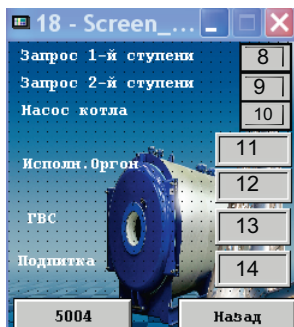 18 - Screen_...
Запрос 1-й ступени 8
Запрос 2-й ступени 9
Насос котла 10
11
Исполн.Оргон
12
ГВС 13
Подпитка 14
5004 Назад